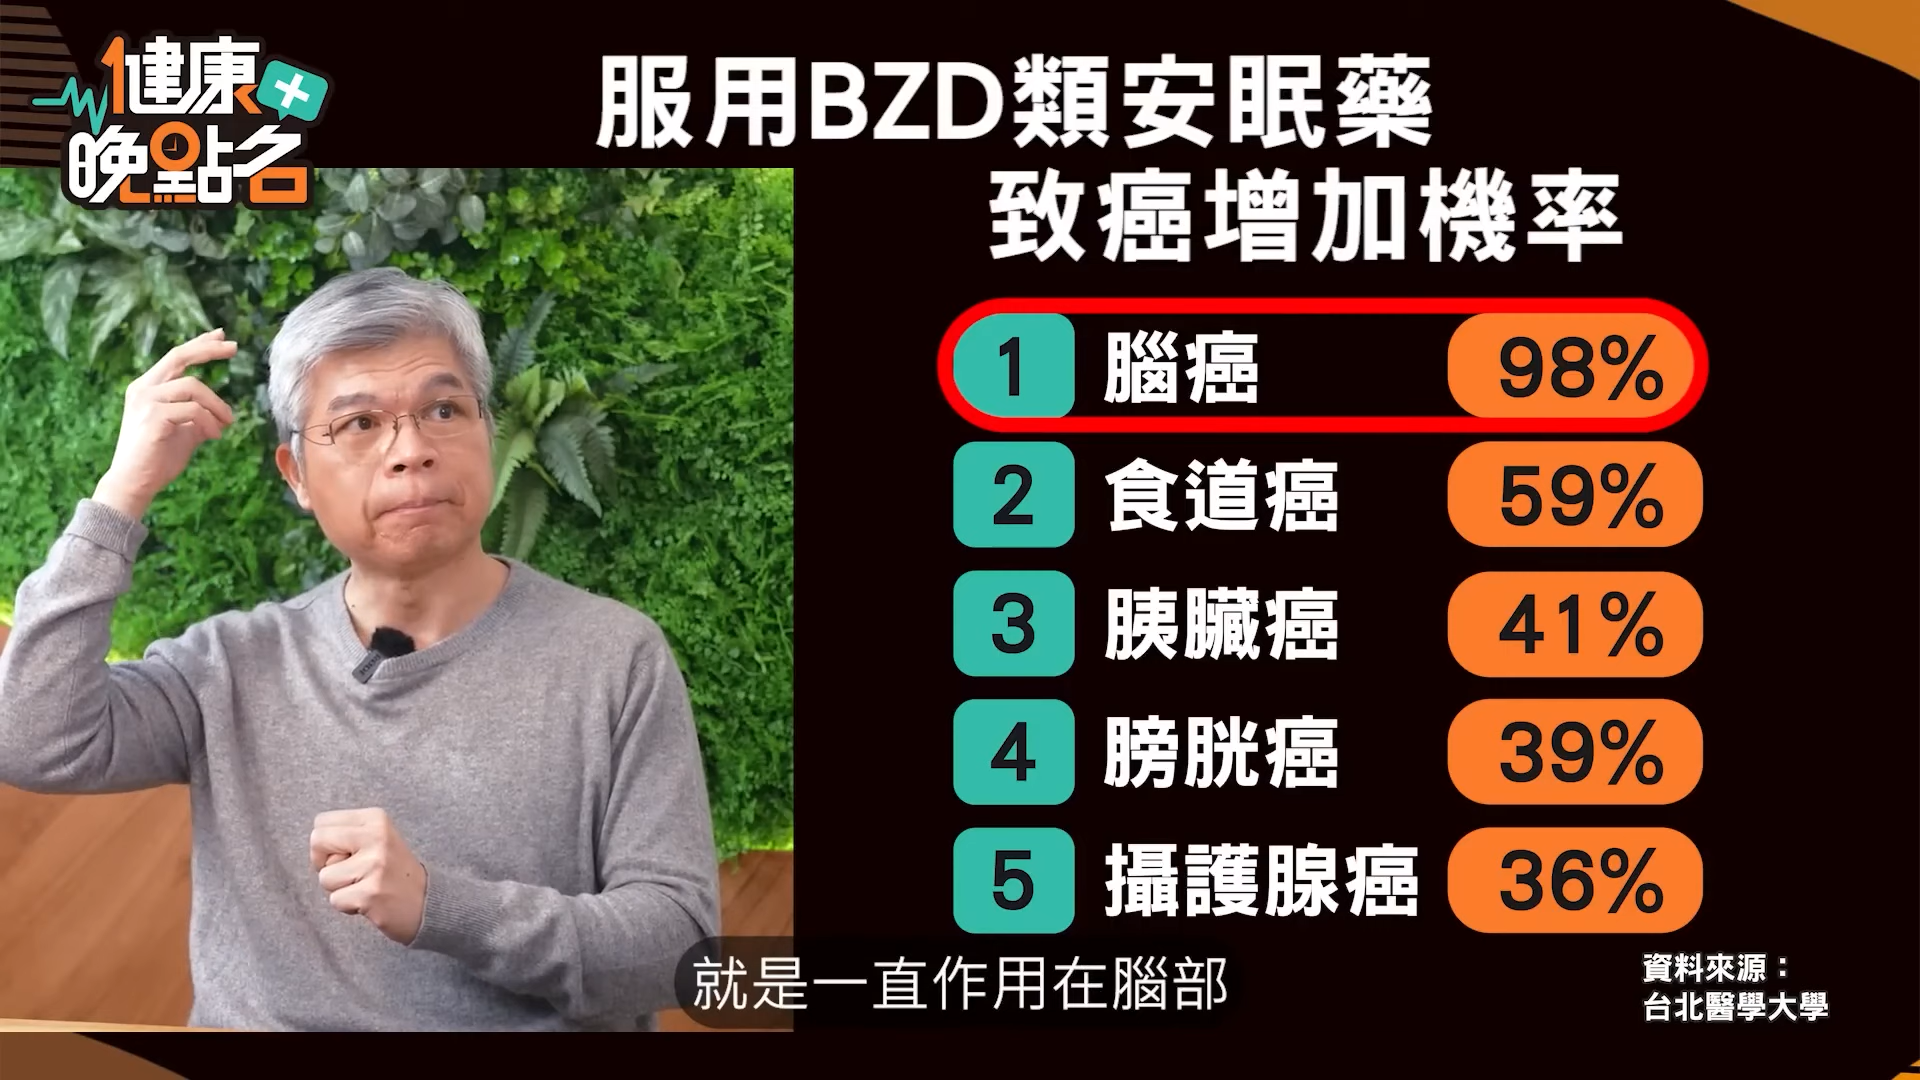 健康
晚點名
服用BZD類安眠藥
致癌增加機率
1 腦癌 98%
2 食道癌 59%
3 胰臟癌 41%
4 膀胱癌 39%
5 攝護腺癌 36%
就是一直作用在腦部
資料來源：
台北醫學大學